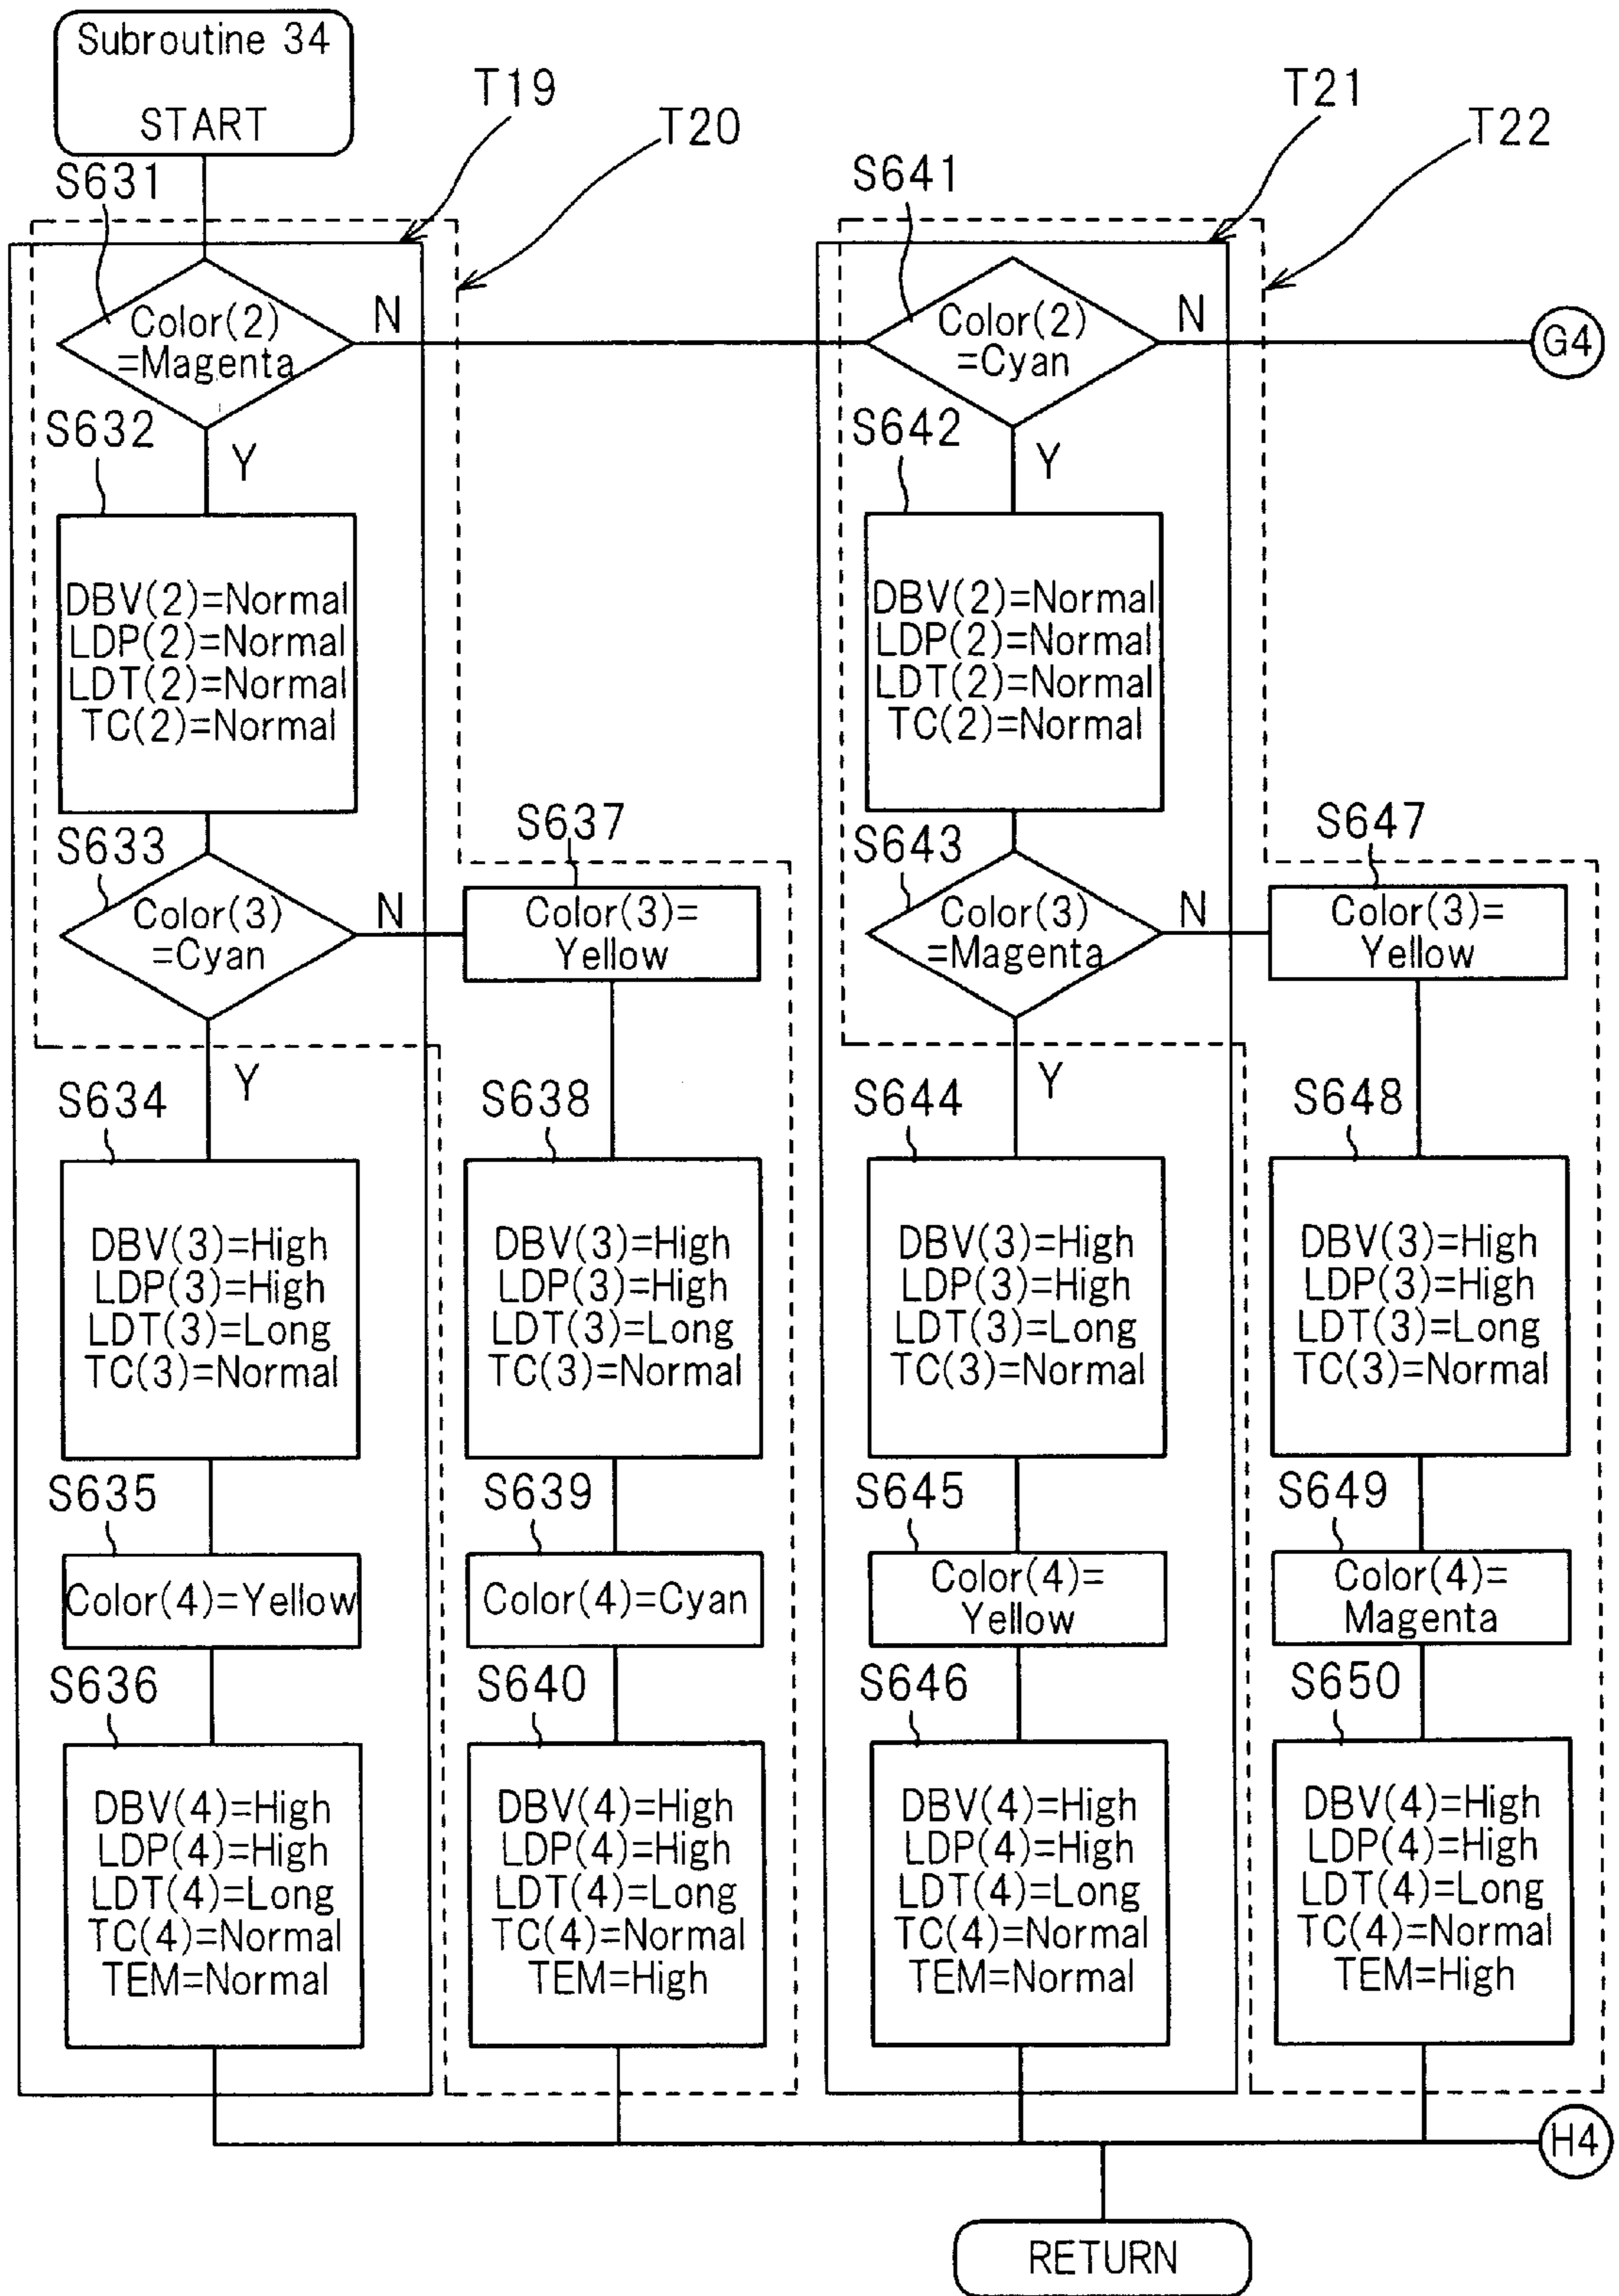 Subroutine 34
START
T19
T20
T21
T22
S631
S641
Color(2)
=Magenta
N
Color(2)
=Cyan
N
G4
S632
Y
S642
Y
DBV(2)=Normal
LDP(2)=Normal
LDT(2)=Normal
TC(2)=Normal
DBV(2)=Normal
LDP(2)=Normal
LDT(2)=Normal
TC(2)=Normal
S633
S637
S643
S647
Color(3)
=Cyan
N
Color(3)=
Yellow
Color(3)
=Magenta
N
Color(3)=
Yellow
Y
Y
S634
S638
S644
S648
DBV(3)=High
LDP(3)=High
LDT(3)=Long
TC(3)=Normal
DBV(3)=High
LDP(3)=High
LDT(3)=Long
TC(3)=Normal
DBV(3)=High
LDP(3)=High
LDT(3)=Long
TC(3)=Normal
DBV(3)=High
LDP(3)=High
LDT(3)=Long
TC(3)=Normal
S635
S639
S645
S649
Color(4)=Yellow
Color(4)=Cyan
Color(4)=
Yellow
Color(4)=
Magenta
S636
S640
S646
S650
DBV(4)=High
LDP(4)=High
LDT(4)=Long
TC(4)=Normal
TEM=Normal
DBV(4)=High
LDP(4)=High
LDT(4)=Long
TC(4)=Normal
TEM=High
DBV(4)=High
LDP(4)=High
LDT(4)=Long
TC(4)=Normal
TEM=Normal
DBV(4)=High
LDP(4)=High
LDT(4)=Long
TC(4)=Normal
TEM=High
H4
RETURN